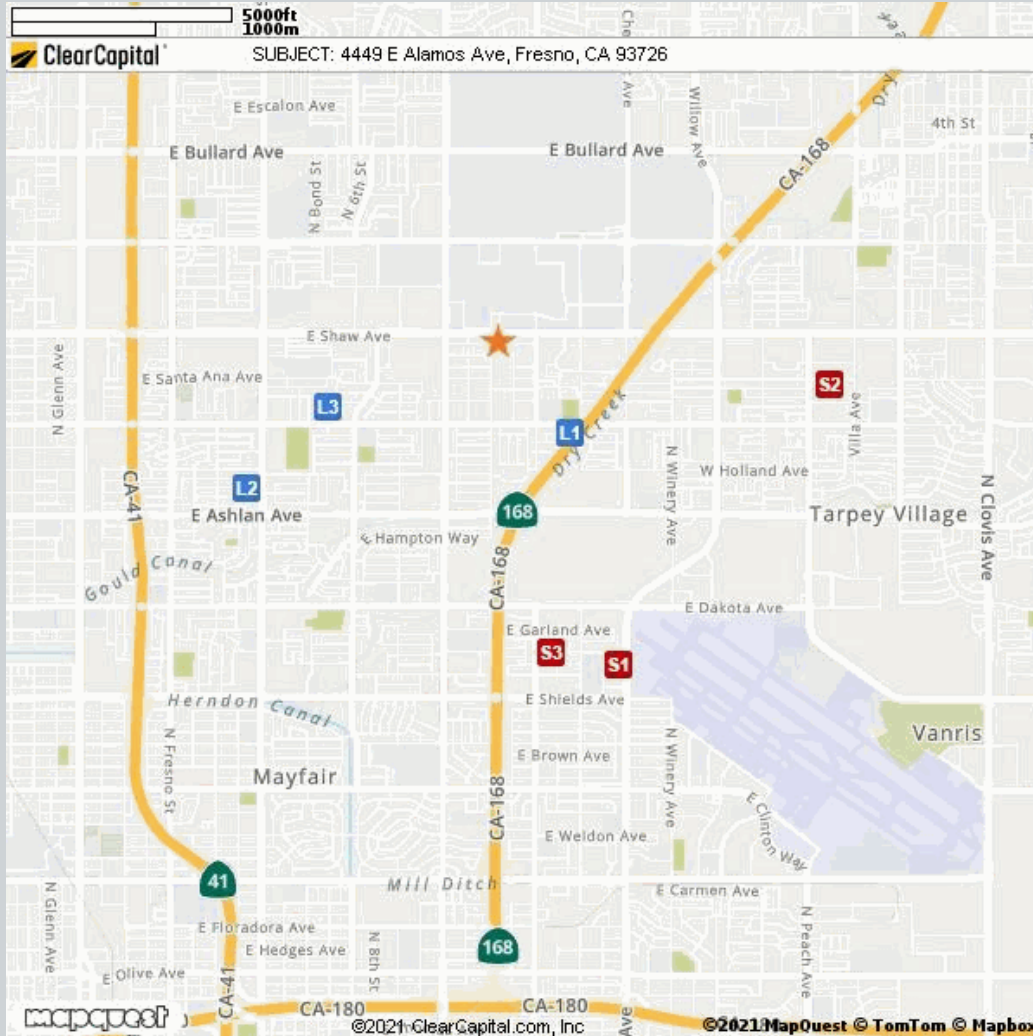 5000ft
1000m
ClearCapital
SUBJECT: 4449 E Alamos Ave, Fresno, CA 93726
E Escalon Ave
Ave
Willow Ave
Dry
4th St
E Bullard Ave
E Bullard Ave
CA-168
N Bond St
N 6th St
E Shaw Ave
N Glenn Ave
E Santa Ana Ave
S2
L3
L1
Dry Creek
Villa Ave
CA-41
L2
N Winery Ave
W Holland Ave
N Clovis Ave
E Ashlan Ave
168
Tarpey Village
E Hampton Way
Gould Canal
CA-168
E Dakota Ave
E Garland Ave
S3
S1
Herndon Canal
E Shields Ave
N Fresno St
N Winery Ave
Vanris
E Brown Ave
Mayfair
CA-168
E Clinton Way
E Weldon Ave
41
Mill Ditch
E Carmen Ave
N Glenn Ave
E Floradora Ave
N 8th St
168
N Peach Ave
E Hedges Ave
E Olive Ave
CA-41
CA-180
CA-180
Ave
mapquest
©2021 ClearCapital.com, Inc
©2021 MapQuest © TomTom © Mapbo